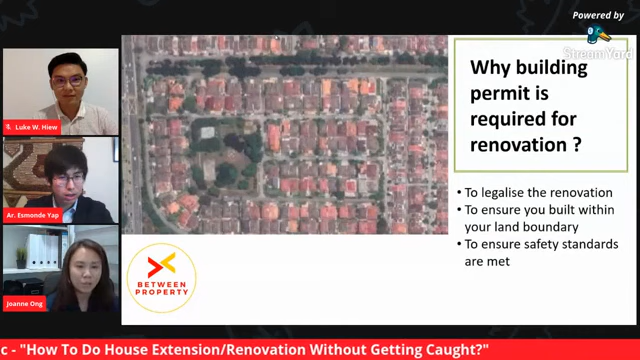 Powered by
StreamYard
Why building
permit is
required for
renovation ?
Luke W. Hiew
Ar. Esmonde Yap
Joanne Ong
• To legalise the renovation
• To ensure you built within
your land boundary
• To ensure safety standards
are met
BETWEEN
PROPERTY
c - "How To Do House Extension/Renovation Without Getting Caught?"